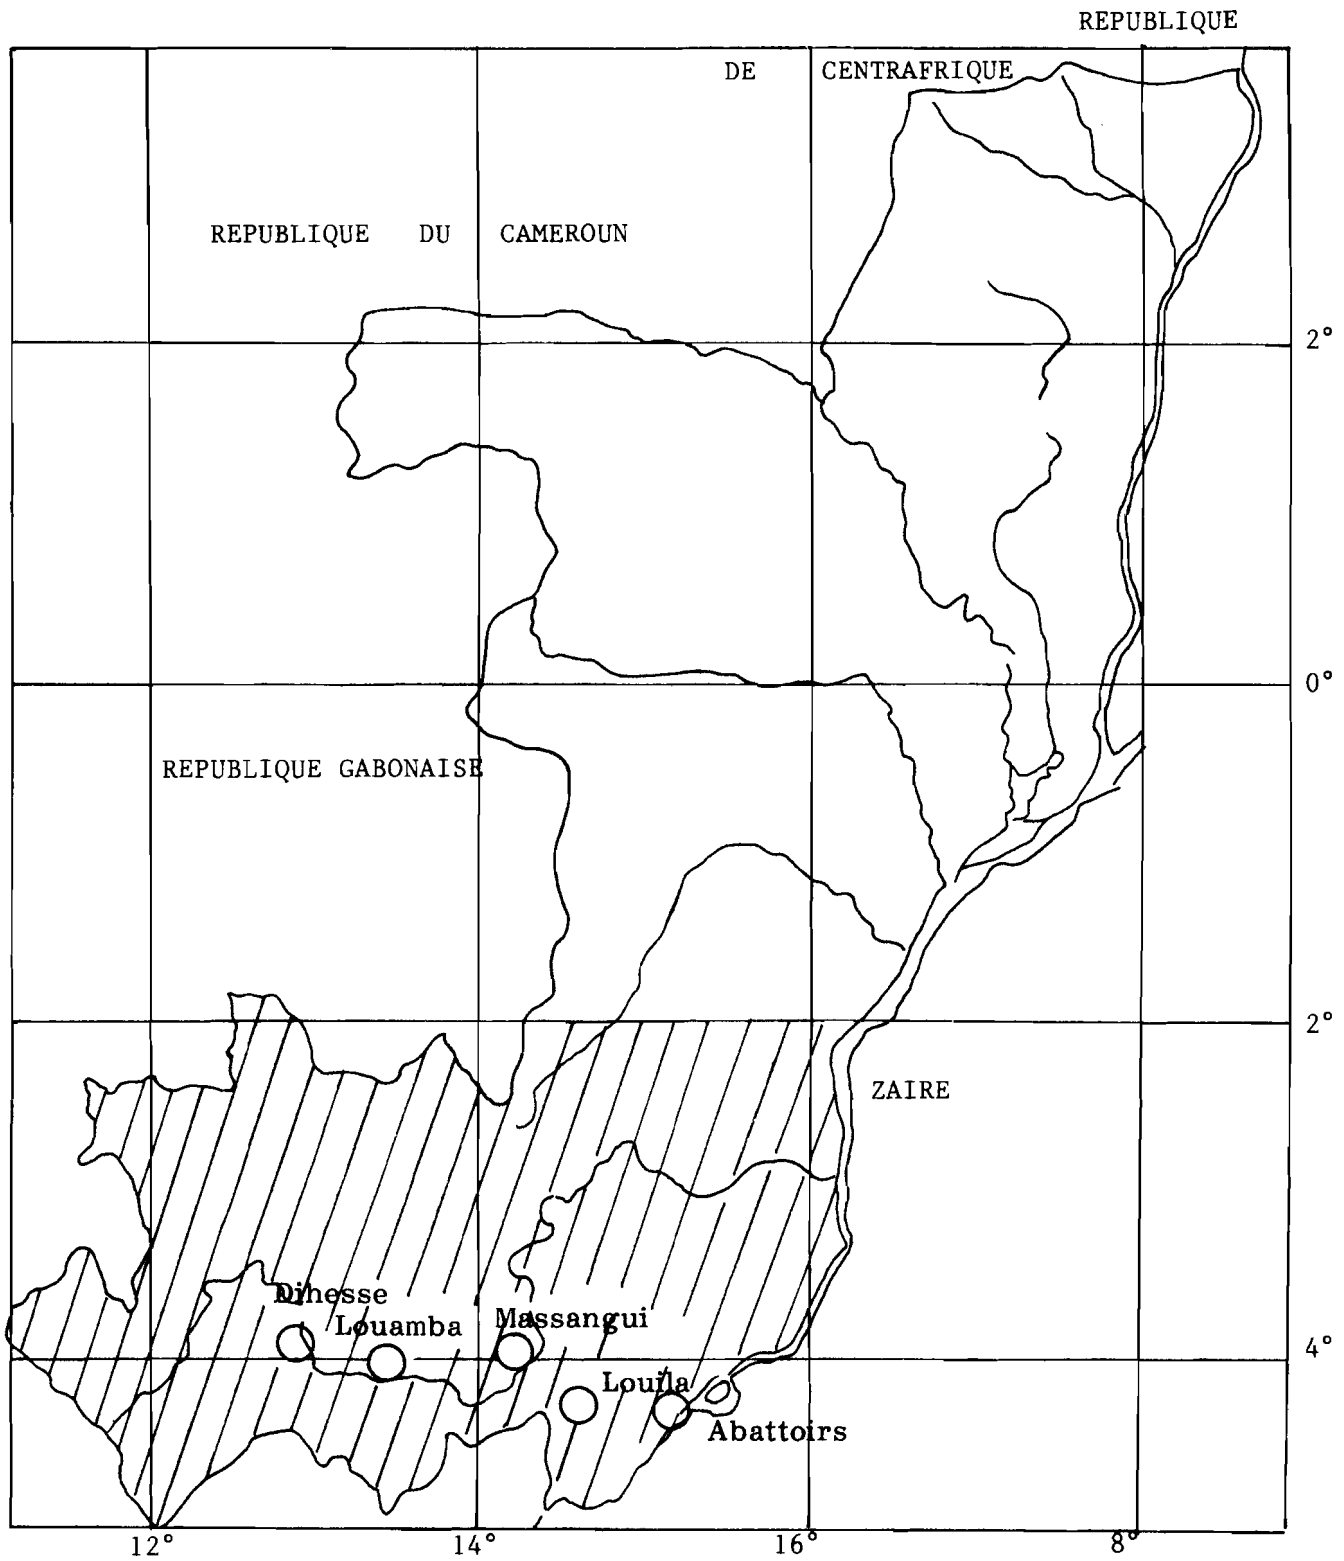 REPUBLIQUE
DE CENTRAFRIQUE
REPUBLIQUE DU CAMEROUN
2°
0°
REPUBLIQUE GABONAISE
2°
ZAIRE
Dihesse
Louamba
Massangui
4°
Louila
Abattoirs
12°
14°
16°
8°